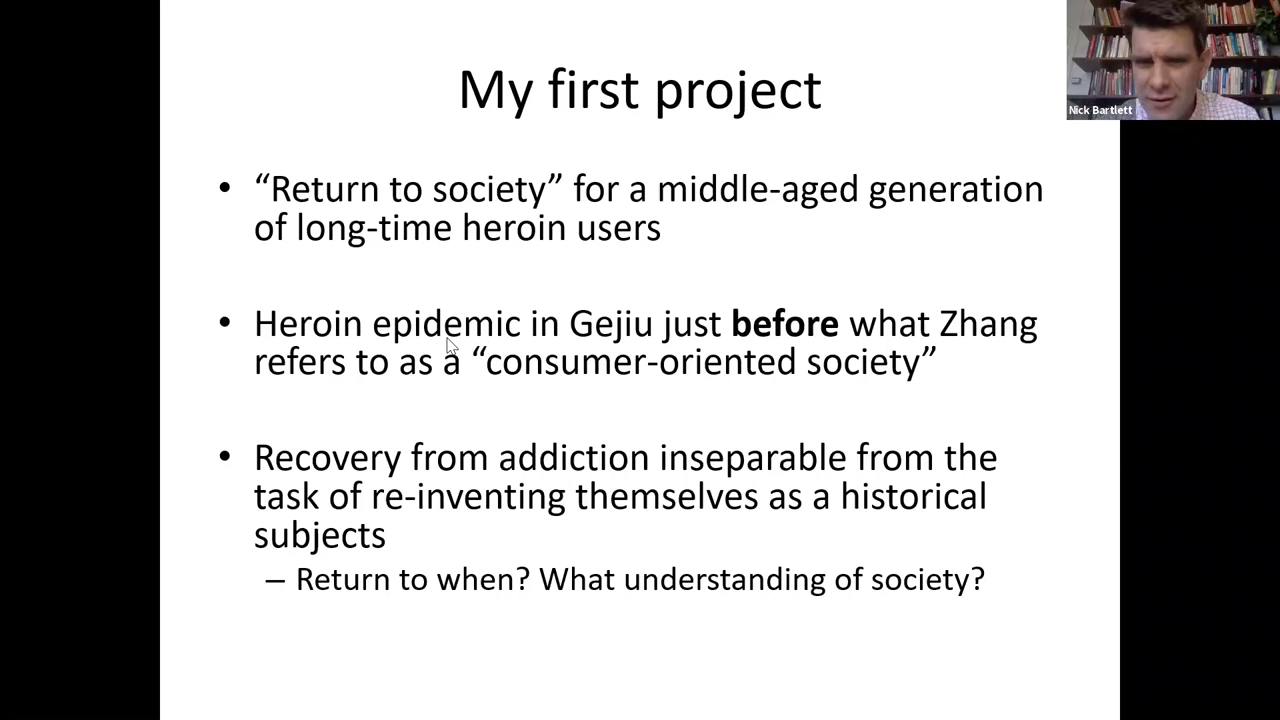 My first project
Nick Bartlett
• “Return to society” for a middle-aged generation
of long-time heroin users
• Heroin epidemic in Gejiu just before what Zhang
refers to as a “consumer-oriented society”
• Recovery from addiction inseparable from the
task of re-inventing themselves as a historical
subjects
– Return to when? What understanding of society?